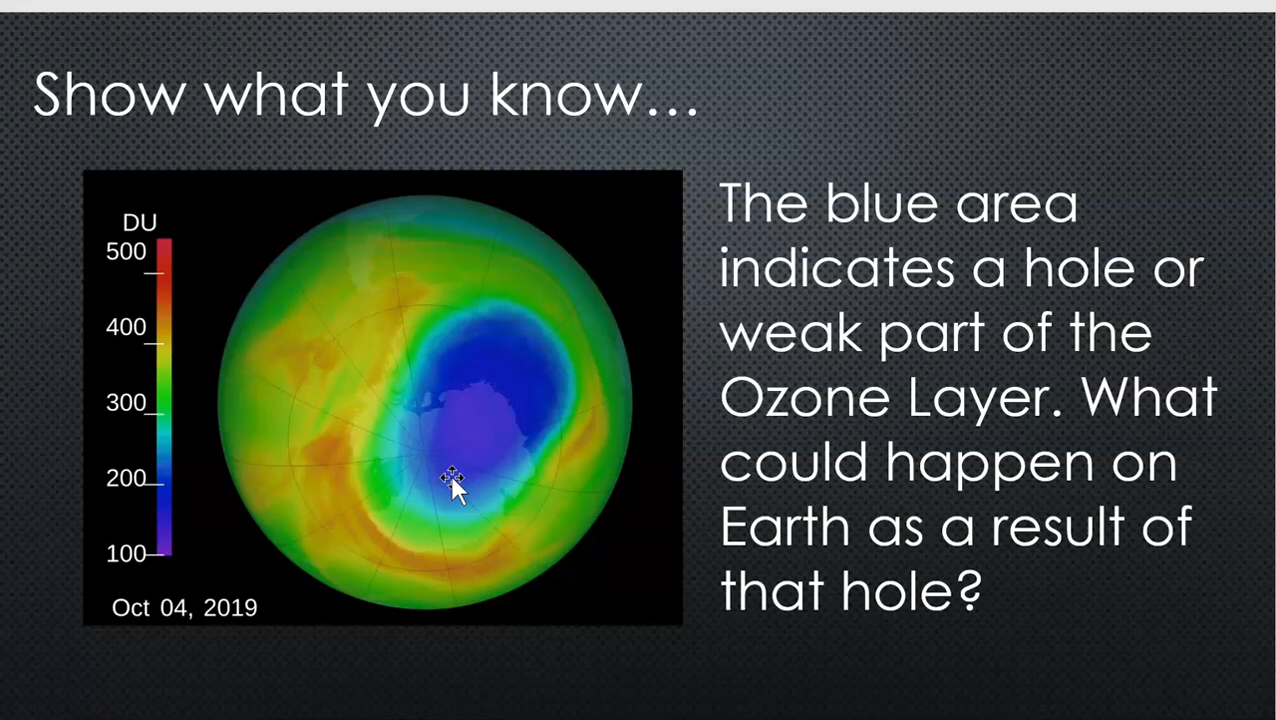 Show what you know…
DU
500
400
300
200
100
Oct 04, 2019
The blue area
indicates a hole or
weak part of the
Ozone Layer. What
could happen on
Earth as a result of
that hole?